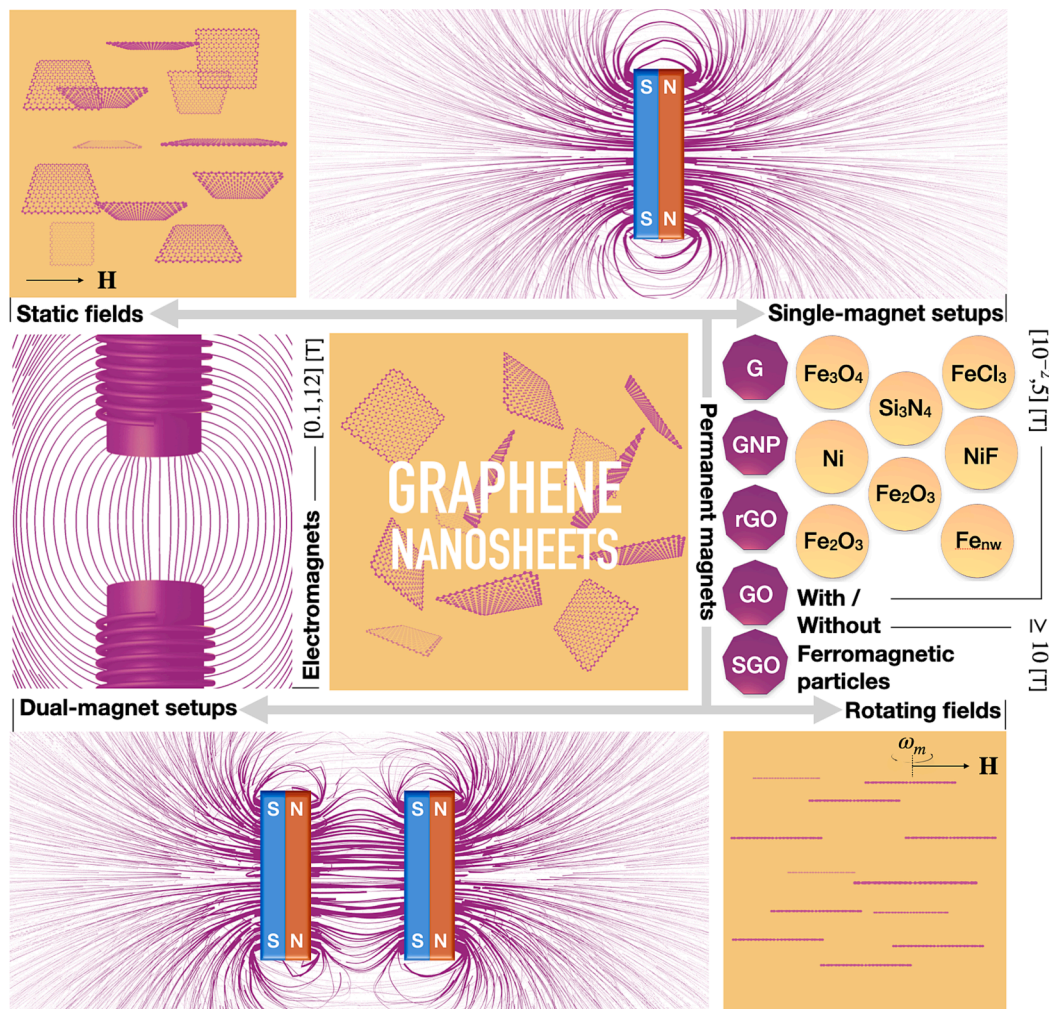 S N
S N
H
Static fields
Single-magnet setups
[0.1,12] [T]
Electromagnets
GRAPHENE
NANOSHEETS
Permanent magnets
G
GNP
rGO
GO
SGO
Fe₃O₄
FeCl₃
Si₃N₄
Ni
NiF
Fe₂O₃
Fe₂O₃
Feₙw
With /
Without
Ferromagnetic
particles
[10⁻²,5] [T]
≥ 10 [T]
Dual-magnet setups
Rotating fields
S N S N
S N S N
ωₘ
H